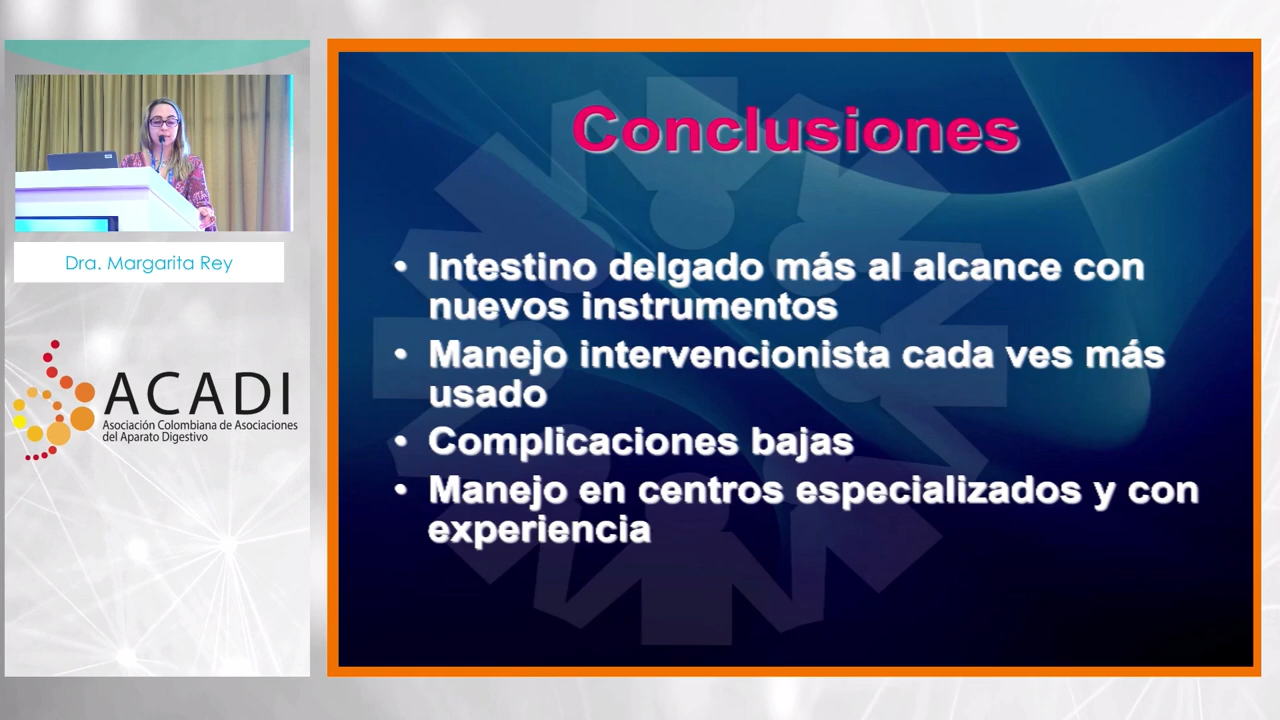 Dra. Margarita Rey
ACADI
Asociación Colombiana de Asociaciones
del Aparato Digestivo
Conclusiones
• Intestino delgado más al alcance con
nuevos instrumentos
• Manejo intervencionista cada ves más
usado
• Complicaciones bajas
• Manejo en centros especializados y con
experiencia